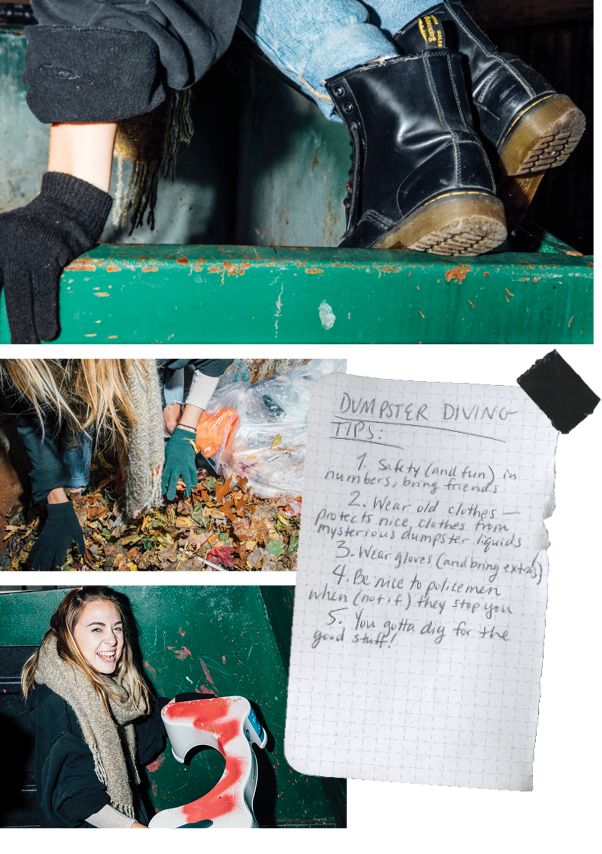 DUMPSTER DIVING
TIPS:
1. Safety (and fun) in
numbers, bring friends
2. Wear old clothes —
protects nice clothes from
mysterious dumpster liquids
3. Wear gloves (and bring extras)
4. Be nice to policemen
when (not if) they stop you
5. You gotta dig for the
good stuff!